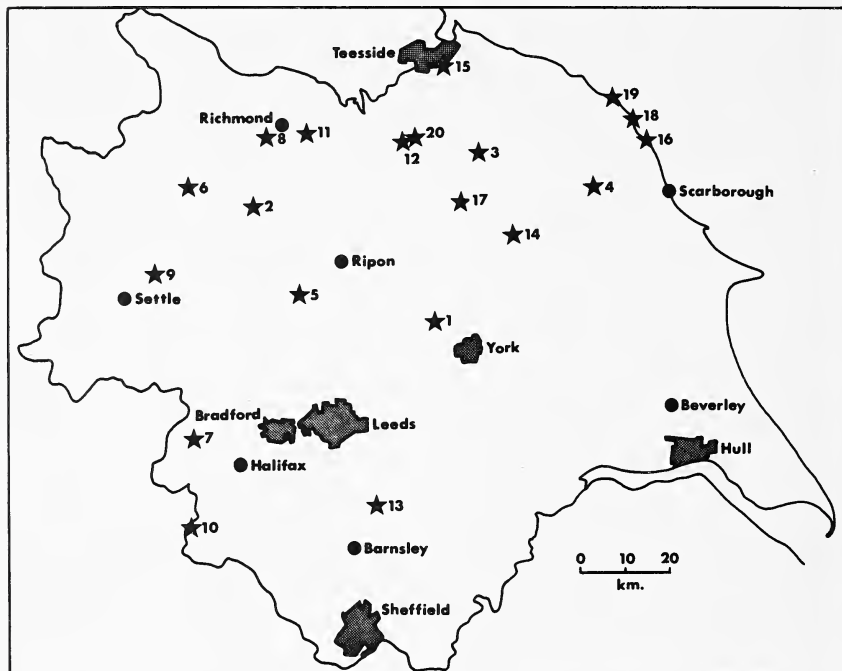 Teesside
15
19
18
16
Richmond
8
11
12
20
3
6
2
17
4
Scarborough
14
Ripon
9
Settle
5
1
York
Bradford
Leeds
Beverley
7
Halifax
Hull
13
10
Barnsley
0 10 20
km.
Sheffield